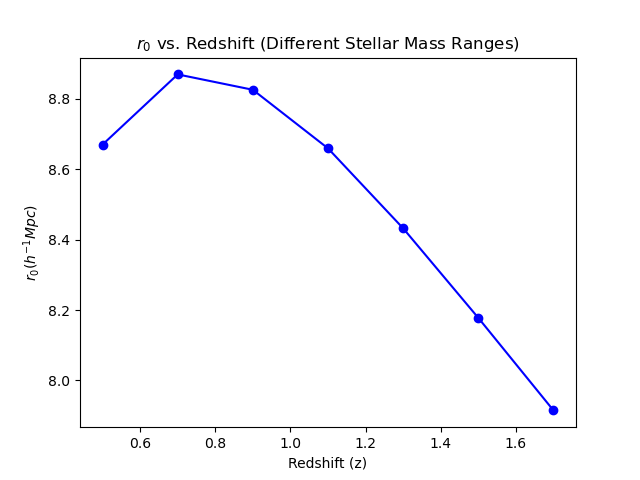 r₀ vs. Redshift (Different Stellar Mass Ranges)
r₀(h⁻¹Mpc)
8.8
8.6
8.4
8.2
8.0
0.6 0.8 1.0 1.2 1.4 1.6
Redshift (z)